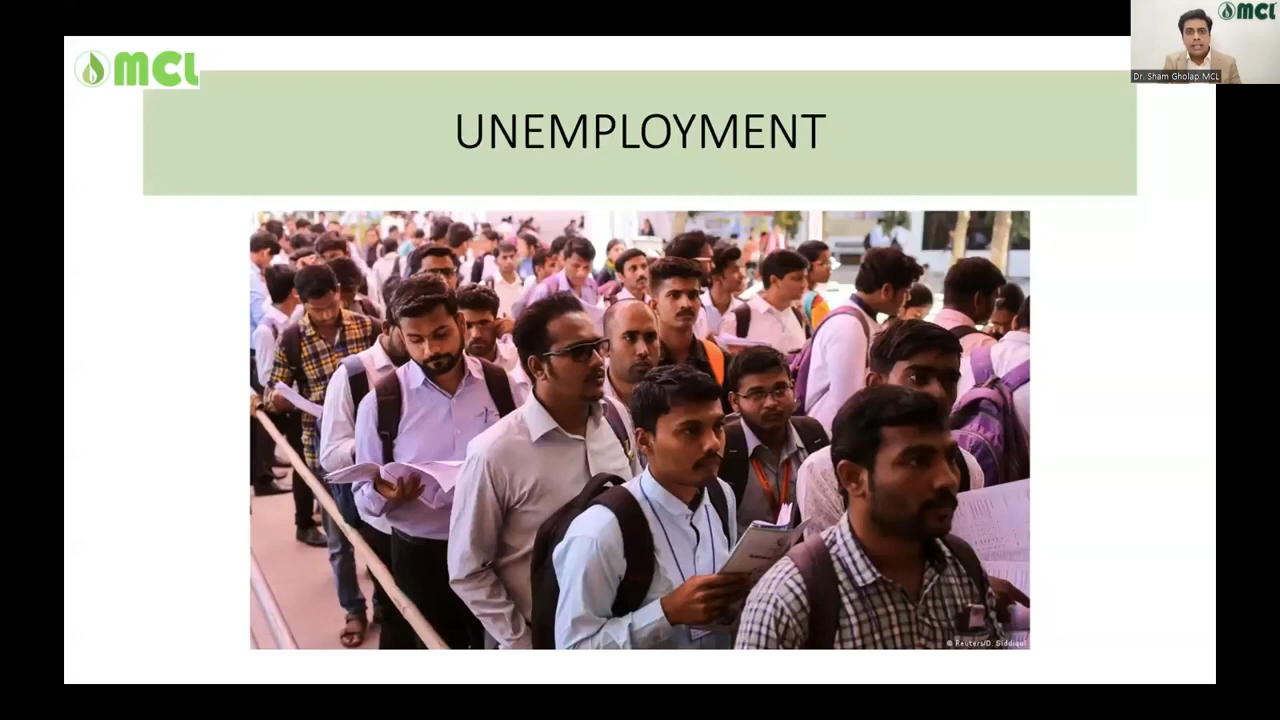 MCL
MCL
Dr. Sham Gholap MCL
UNEMPLOYMENT
© Reuters/D. Siddiqui